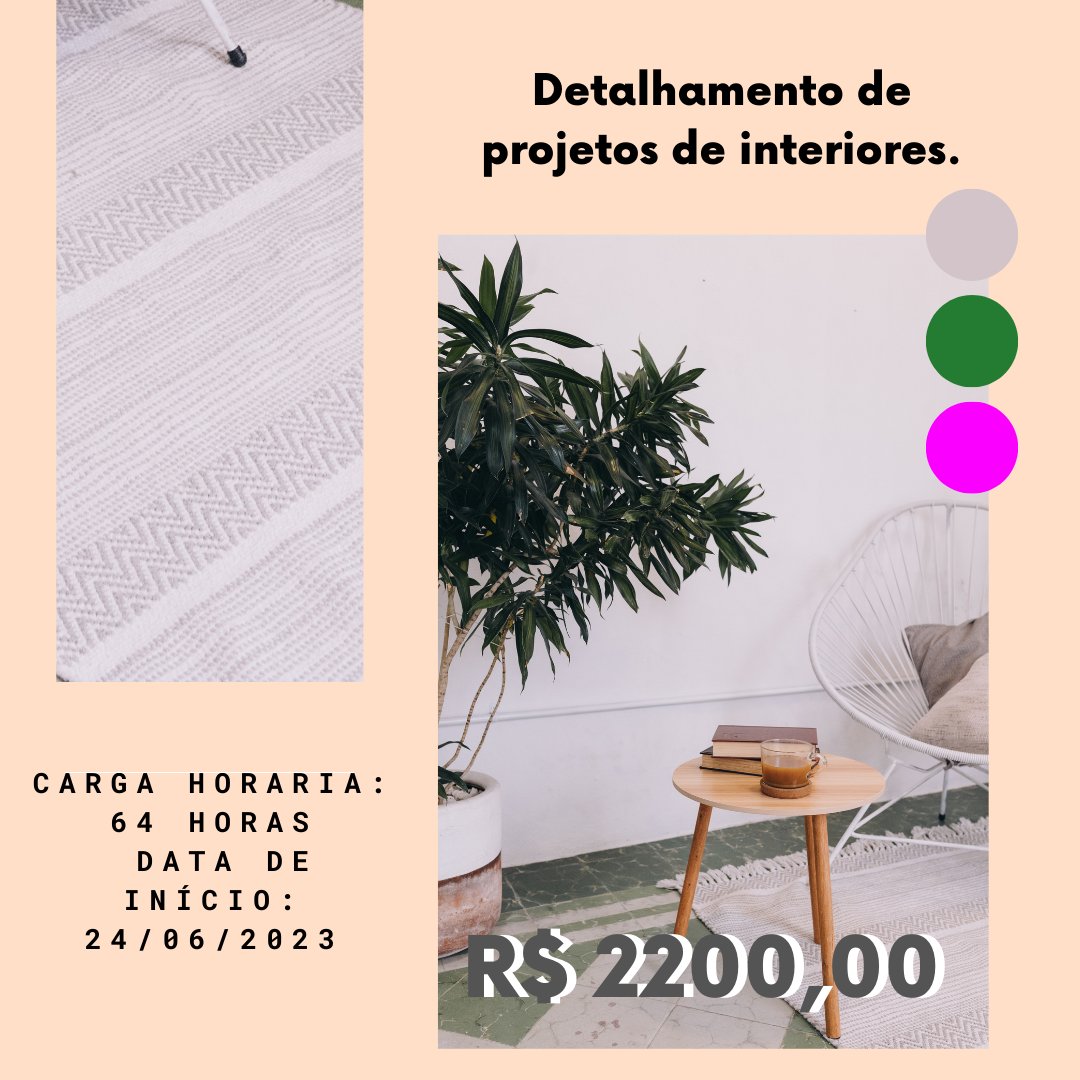 Detalhamento de
projetos de interiores.
CARGA HORARIA:
64 HORAS
DATA DE
INÍCIO:
24/06/2023
R$ 2200,00